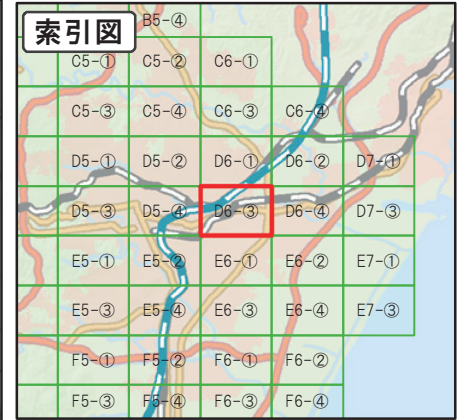 索引図
B5-④
C5-① C5-② C6-①
C5-③ C5-④ C6-③ C6-④
D5-① D5-② D6-① D6-② D7-①
D5-③ D5-④ D6-③ D6-④ D7-③
E5-① E5-② E6-① E6-② E7-①
E5-③ E5-④ E6-③ E6-④ E7-③
F5-① F5-② F6-① F6-②
F5-③ F5-④ F6-③ F6-④